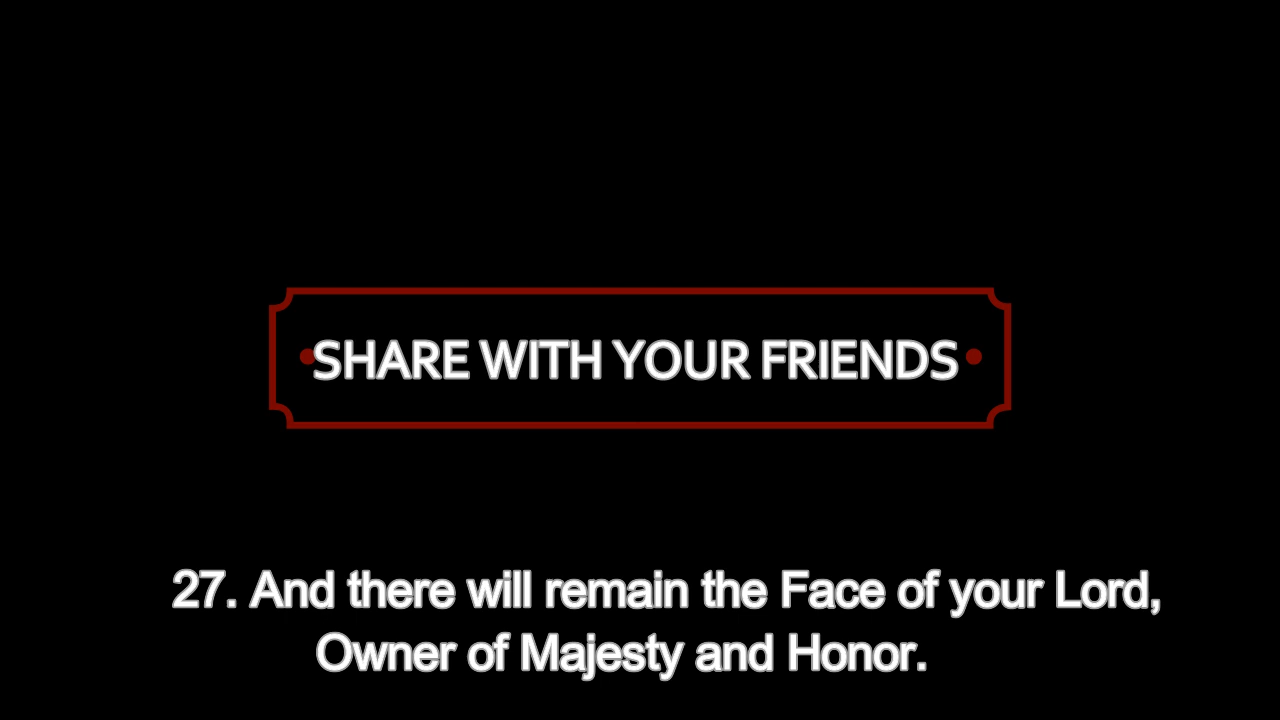 SHARE WITH YOUR FRIENDS
27. And there will remain the Face of your Lord,
Owner of Majesty and Honor.